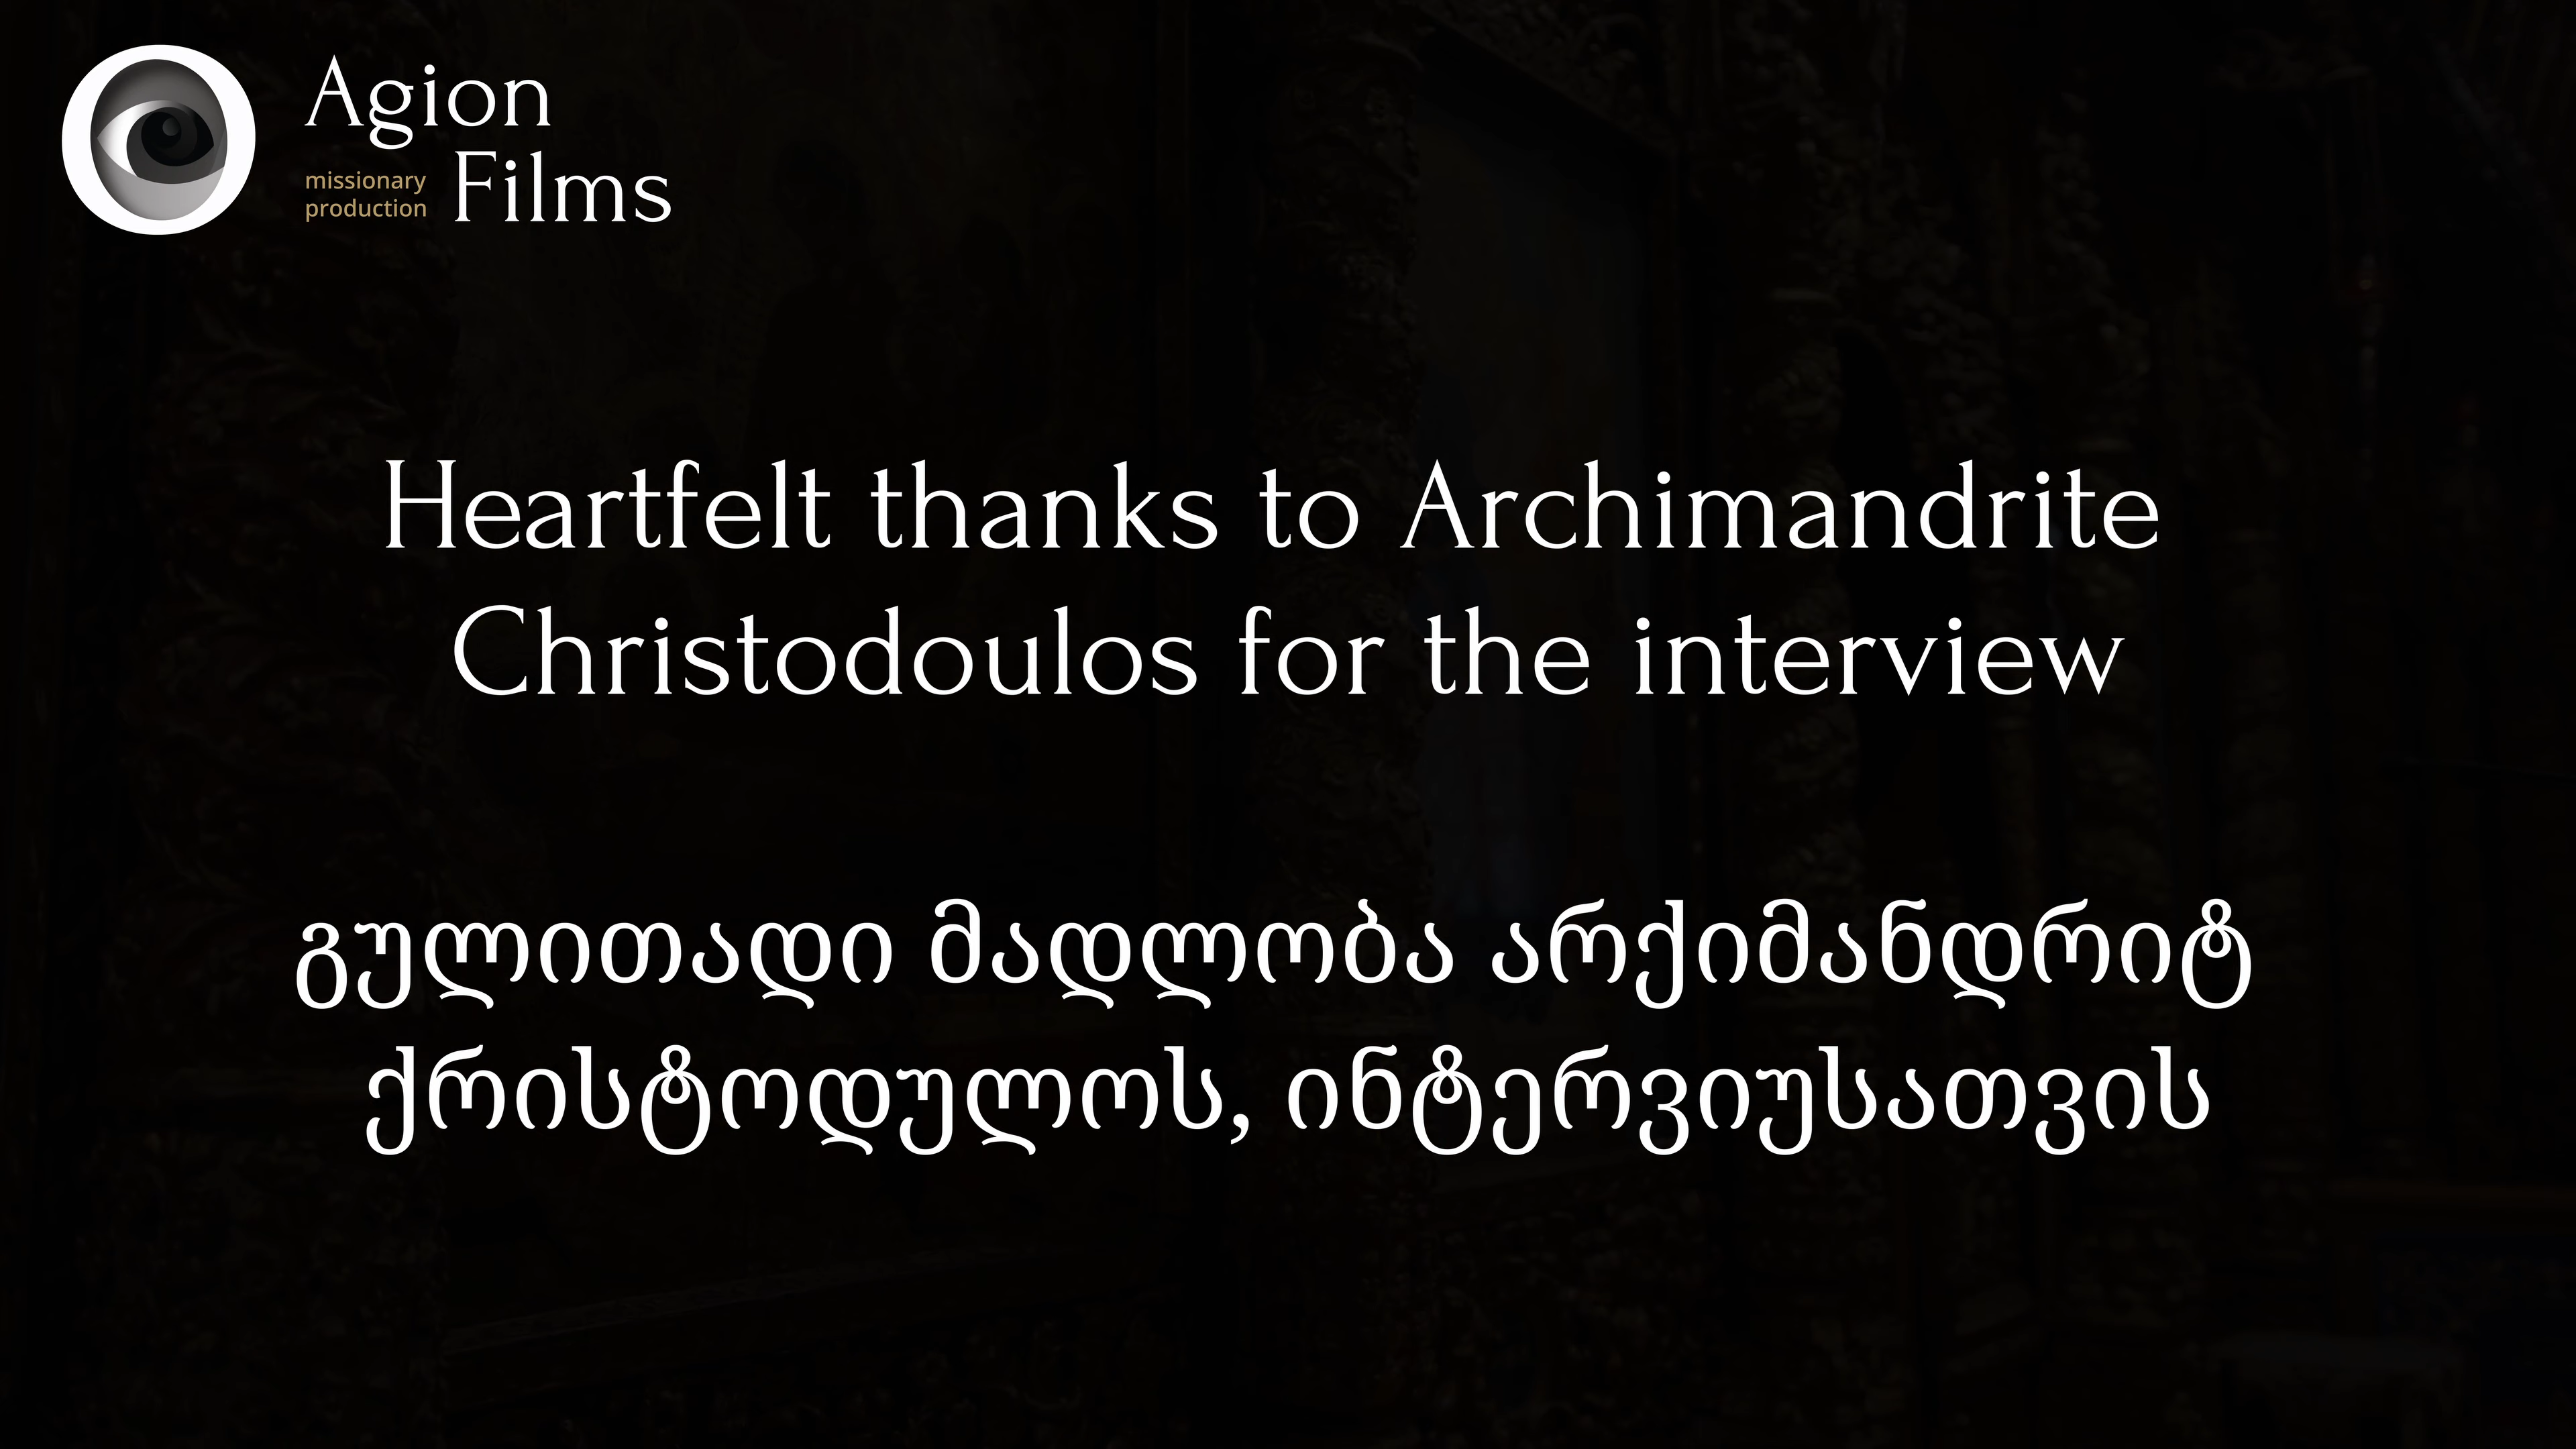 Agion
missionary
production
Films
Heartfelt thanks to Archimandrite
Christodoulos for the interview
გულითადი მადლობა არქიმანდრიტ
ქრისტოდულოს, ინტერვიუსათვის